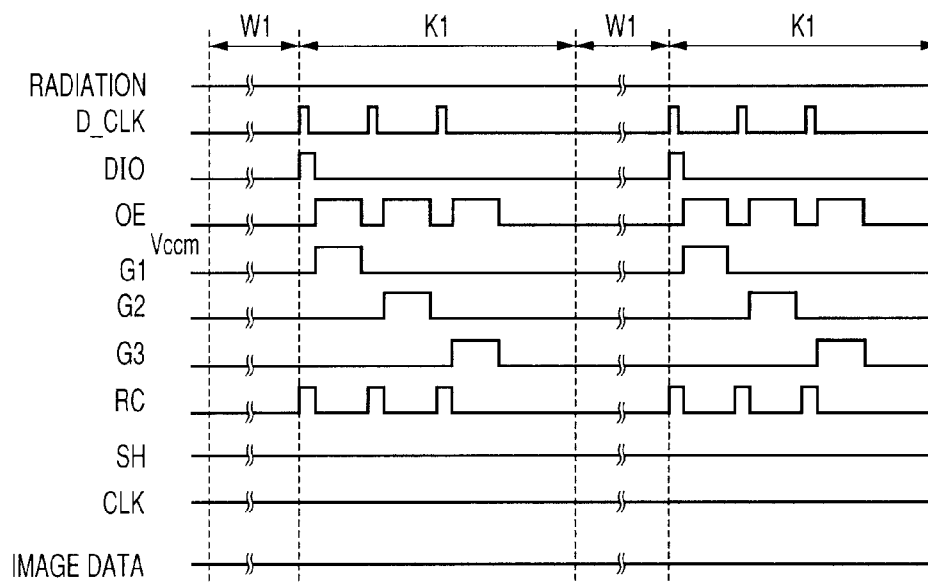 W1 K1 W1 K1
RADIATION
D_CLK
DIO
OE
Vccm
G1
G2
G3
RC
SH
CLK
IMAGE DATA